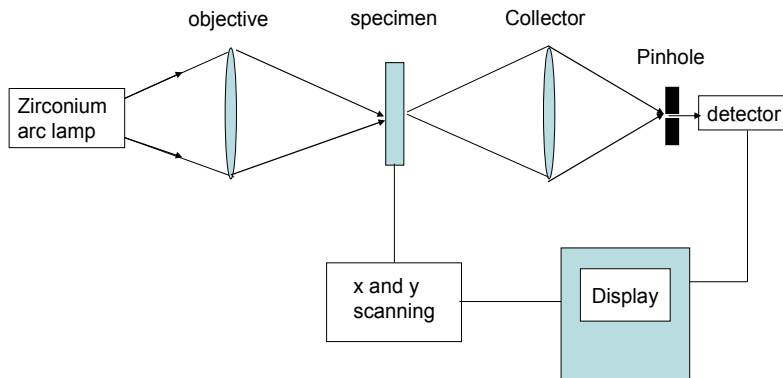 objective
specimen
Collector
Pinhole
Zirconium
arc lamp
detector
x and y
scanning
Display